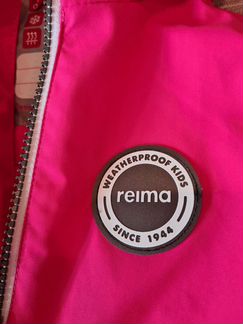 WEATHERPROOF KIDS
reima
SINCE 1944